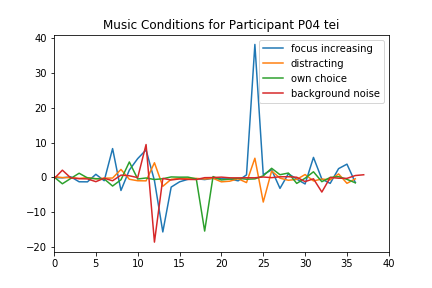 Music Conditions for Participant P04 tei
focus increasing
distracting
own choice
background noise
40
30
20
10
0
−10
−20
0 5 10 15 20 25 30 35 40